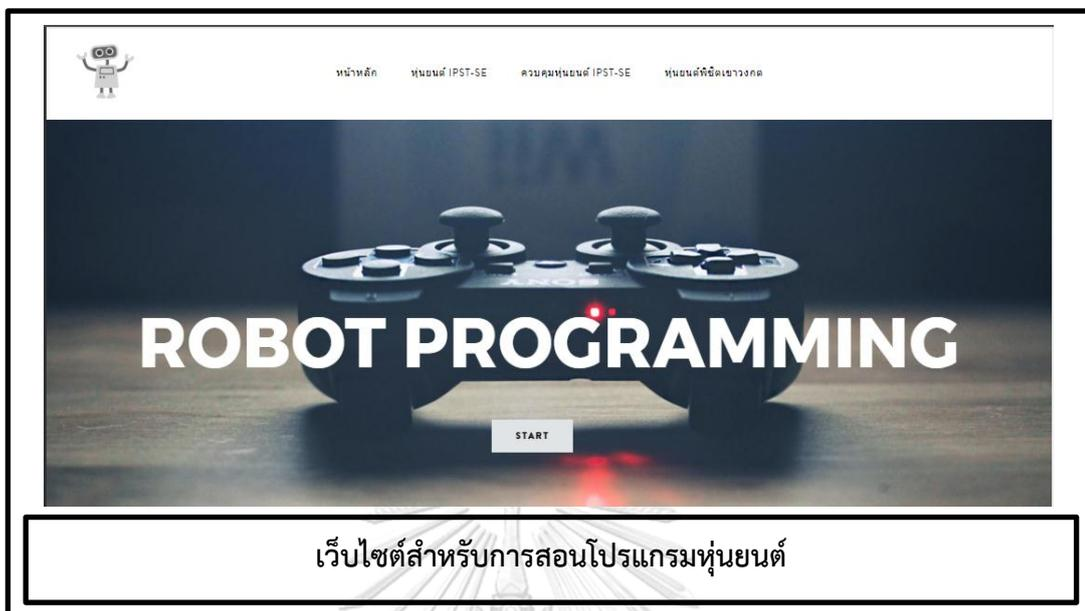 หน้าหลัก หุ่นยนต์ IPST-SE ควบคุมหุ่นยนต์ IPST-SE หุ่นยนต์พิชิตเขาวงกต
SONY
ROBOT PROGRAMMING
START
เว็บไซต์สำหรับการสอนโปรแกรมหุ่นยนต์